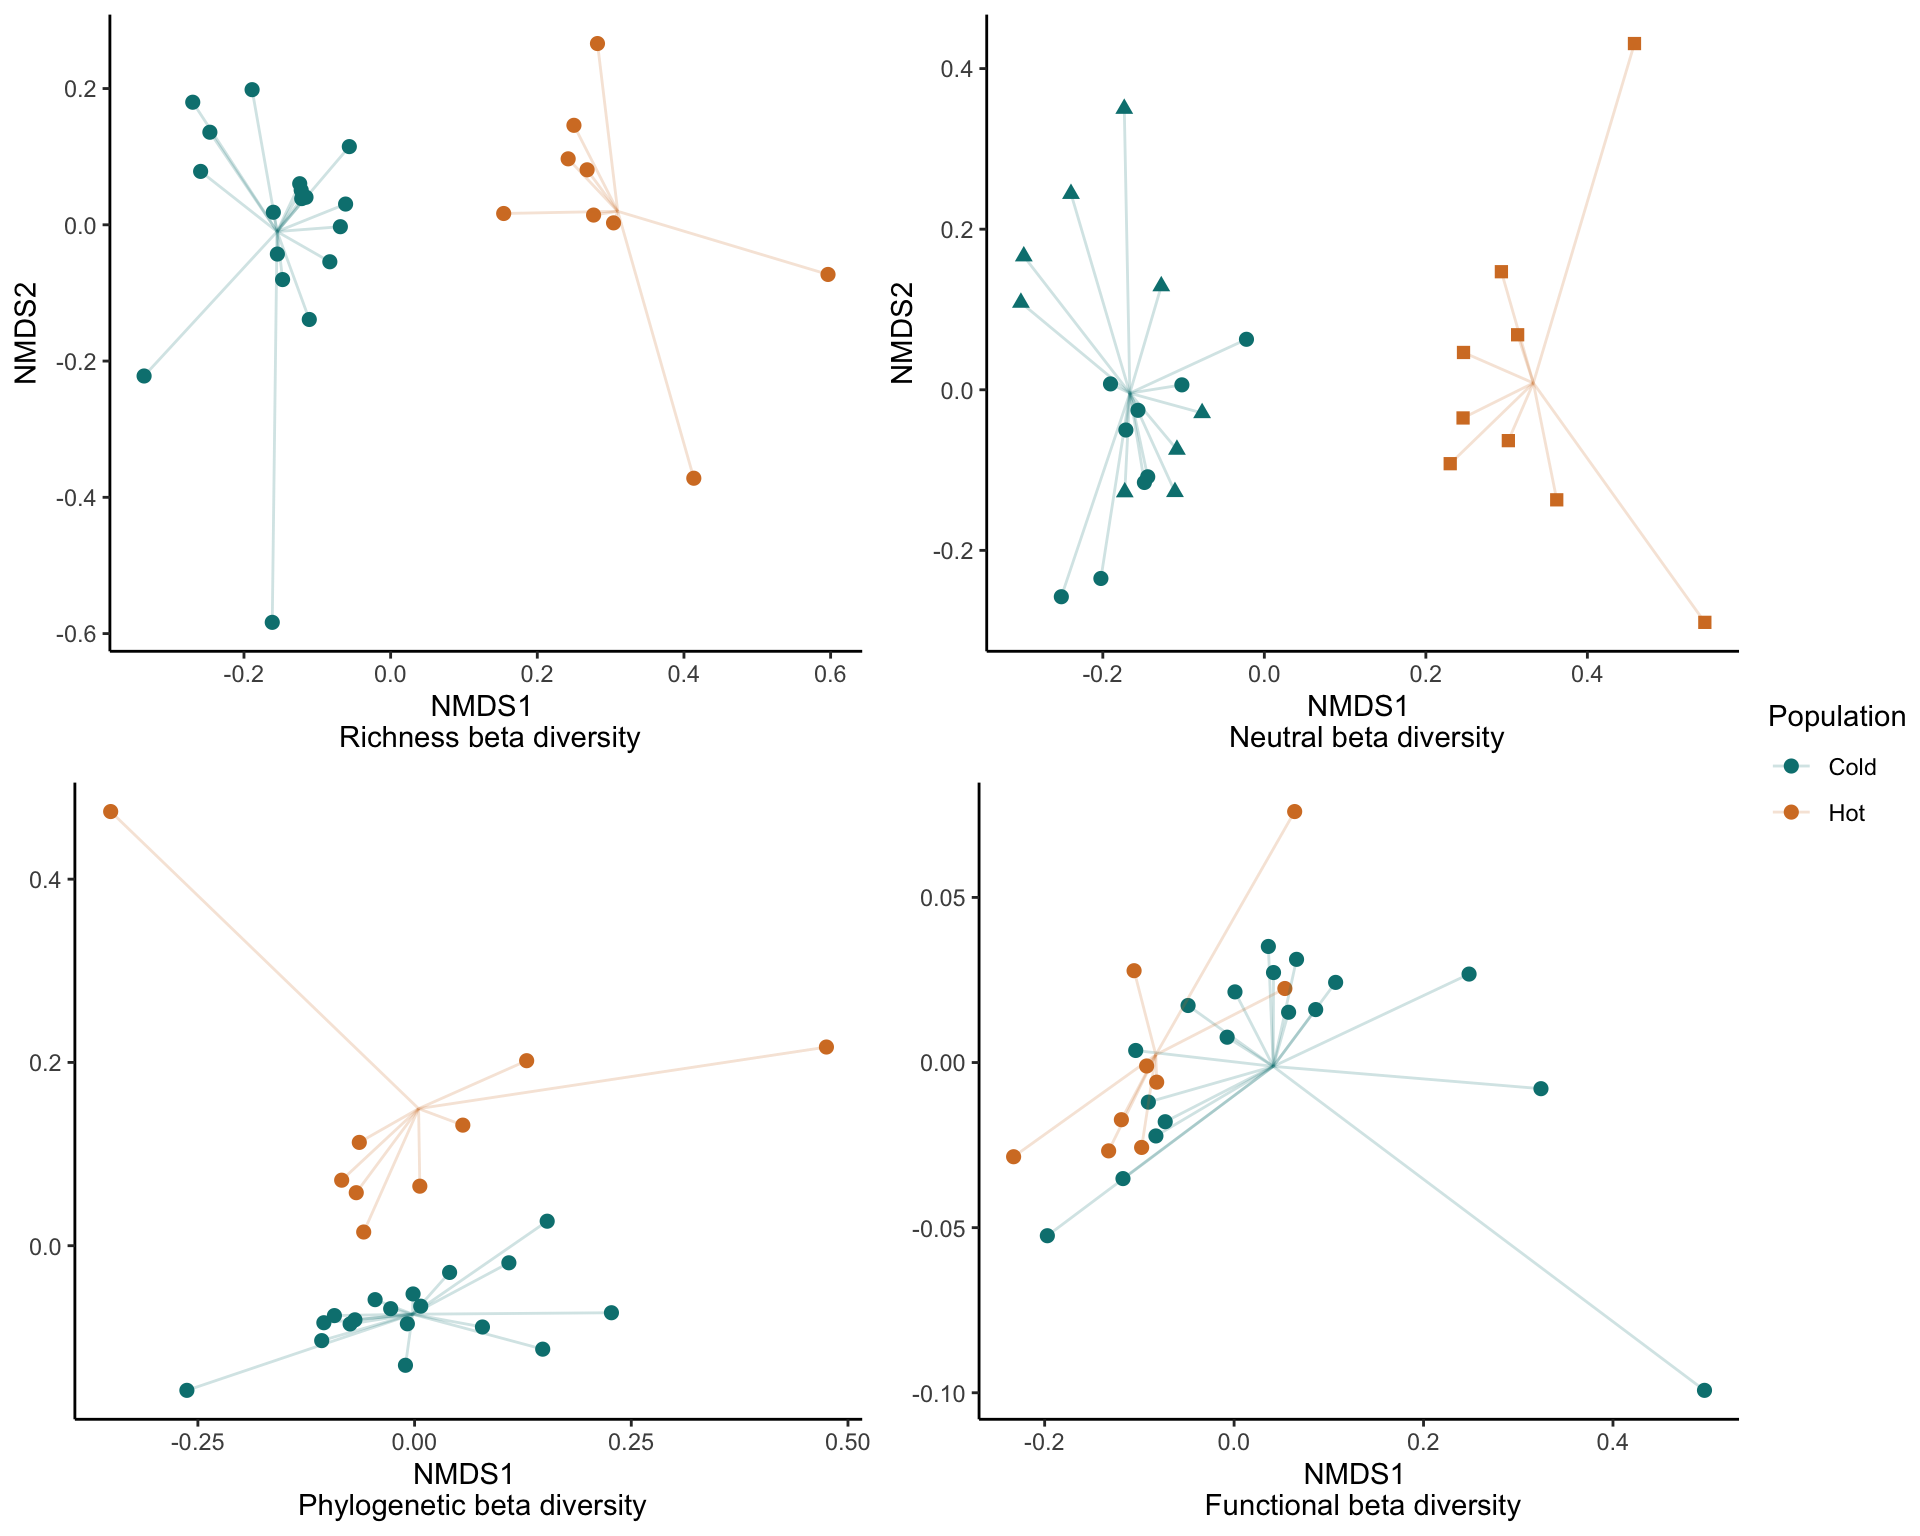 0.2
0.0
-0.2
-0.4
-0.6
NMDS2
-0.2 0.0 0.2 0.4 0.6
NMDS1
Richness beta diversity
0.4
0.2
0.0
-0.2
NMDS2
-0.2 0.0 0.2 0.4
NMDS1
Neutral beta diversity
Population
Cold
Hot
0.4
0.2
0.0
-0.25 0.00 0.25 0.50
NMDS1
Phylogenetic beta diversity
0.05
0.00
-0.05
-0.10
-0.2 0.0 0.2 0.4
NMDS1
Functional beta diversity